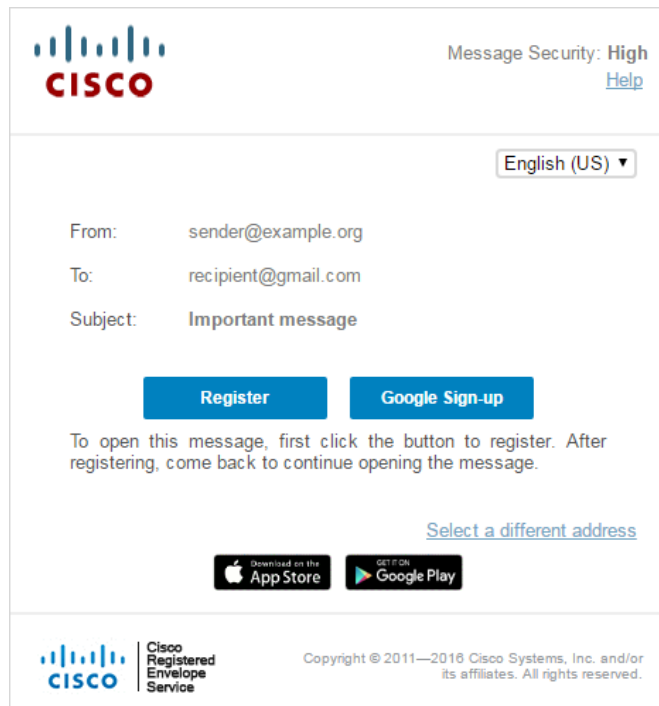 CISCO
Message Security: High
Help
English (US)
From: sender@example.org
To: recipient@gmail.com
Subject: Important message
Register Google Sign-up
To open this message, first click the button to register. After
registering, come back to continue opening the message.
Select a different address
Download on the
App Store
GET IT ON
Google Play
CISCO
Cisco
Registered
Envelope
Service
Copyright © 2011—2016 Cisco Systems, Inc. and/or
its affiliates. All rights reserved.